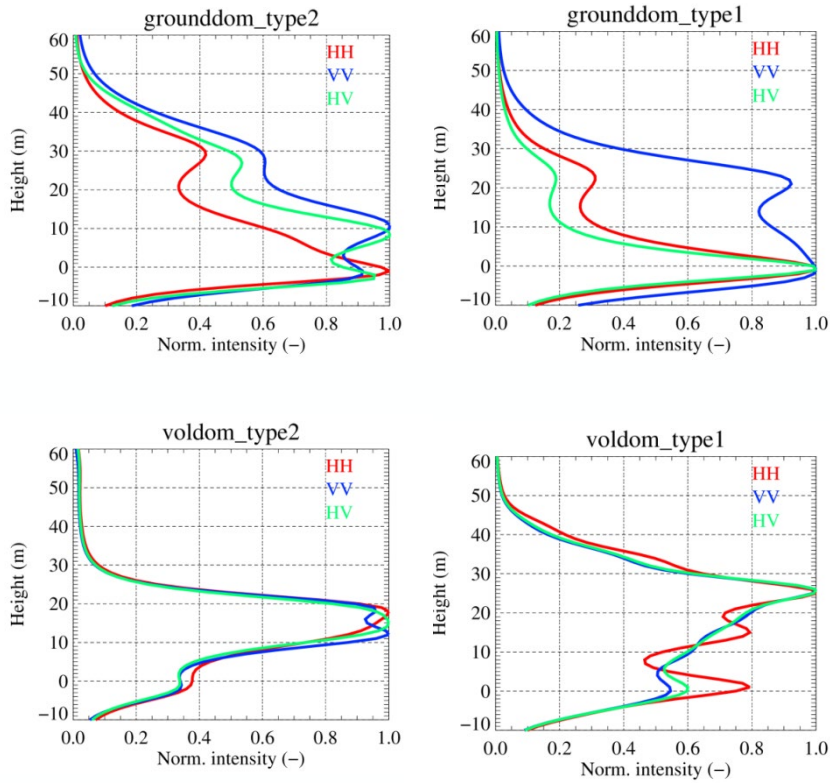 grounddom_type2
60
50
40
30
20
10
0
−10
Height (m)
HH
VV
HV
0.0 0.2 0.4 0.6 0.8 1.0
Norm. intensity (−)
grounddom_type1
60
50
40
30
20
10
0
−10
Height (m)
HH
VV
HV
0.0 0.2 0.4 0.6 0.8 1.0
Norm. intensity (−)
voldom_type2
60
50
40
30
20
10
0
−10
Height (m)
HH
VV
HV
0.0 0.2 0.4 0.6 0.8 1.0
Norm. intensity (−)
voldom_type1
60
50
40
30
20
10
0
−10
Height (m)
HH
VV
HV
0.0 0.2 0.4 0.6 0.8 1.0
Norm. intensity (−)